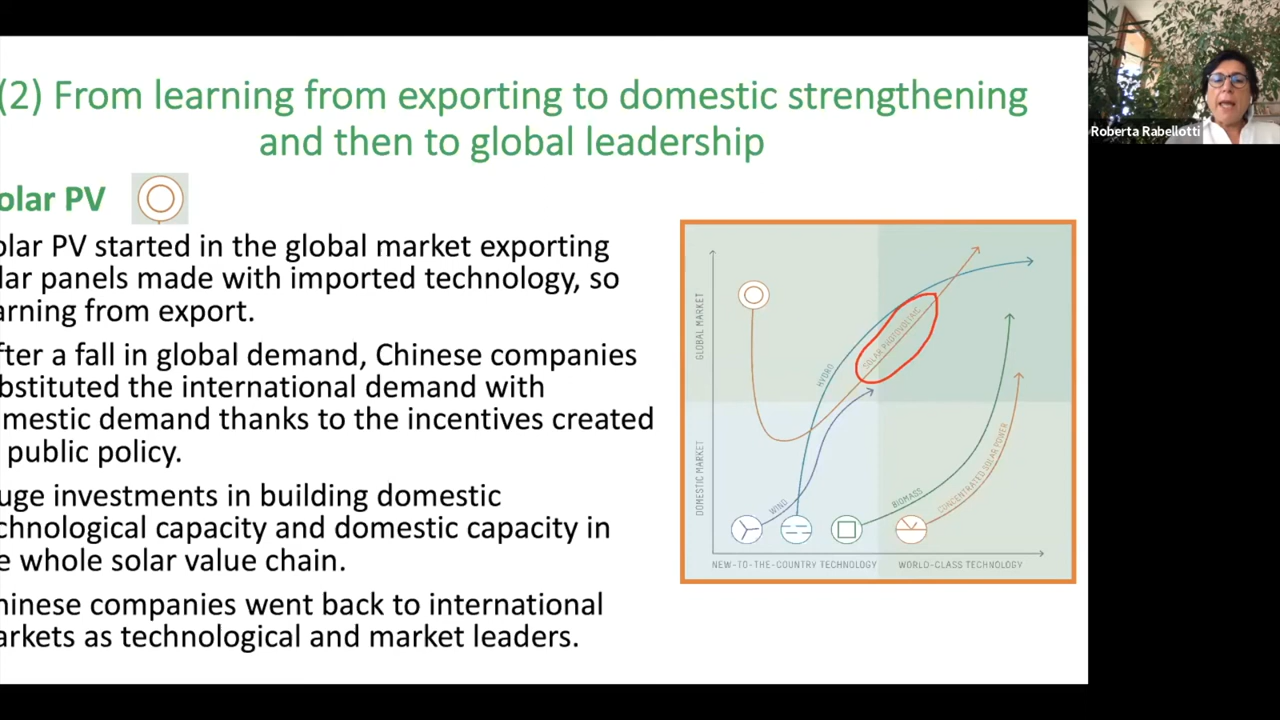 (2) From learning from exporting to domestic strengthening
and then to global leadership
olar PV
olar PV started in the global market exporting
lar panels made with imported technology, so
arning from export.
fter a fall in global demand, Chinese companies
bstituted the international demand with
mestic demand thanks to the incentives created
public policy.
uge investments in building domestic
chnological capacity and domestic capacity in
e whole solar value chain.
hinese companies went back to international
arkets as technological and market leaders.
GLOBAL MARKET
DOMESTIC MARKET
HYDRO
SOLAR PHOTOVOLTAIC
WIND
BIOMASS
CONCENTRATED SOLAR POWER
NEW-TO-THE-COUNTRY TECHNOLOGY
WORLD-CLASS TECHNOLOGY
Roberta Rabellotti